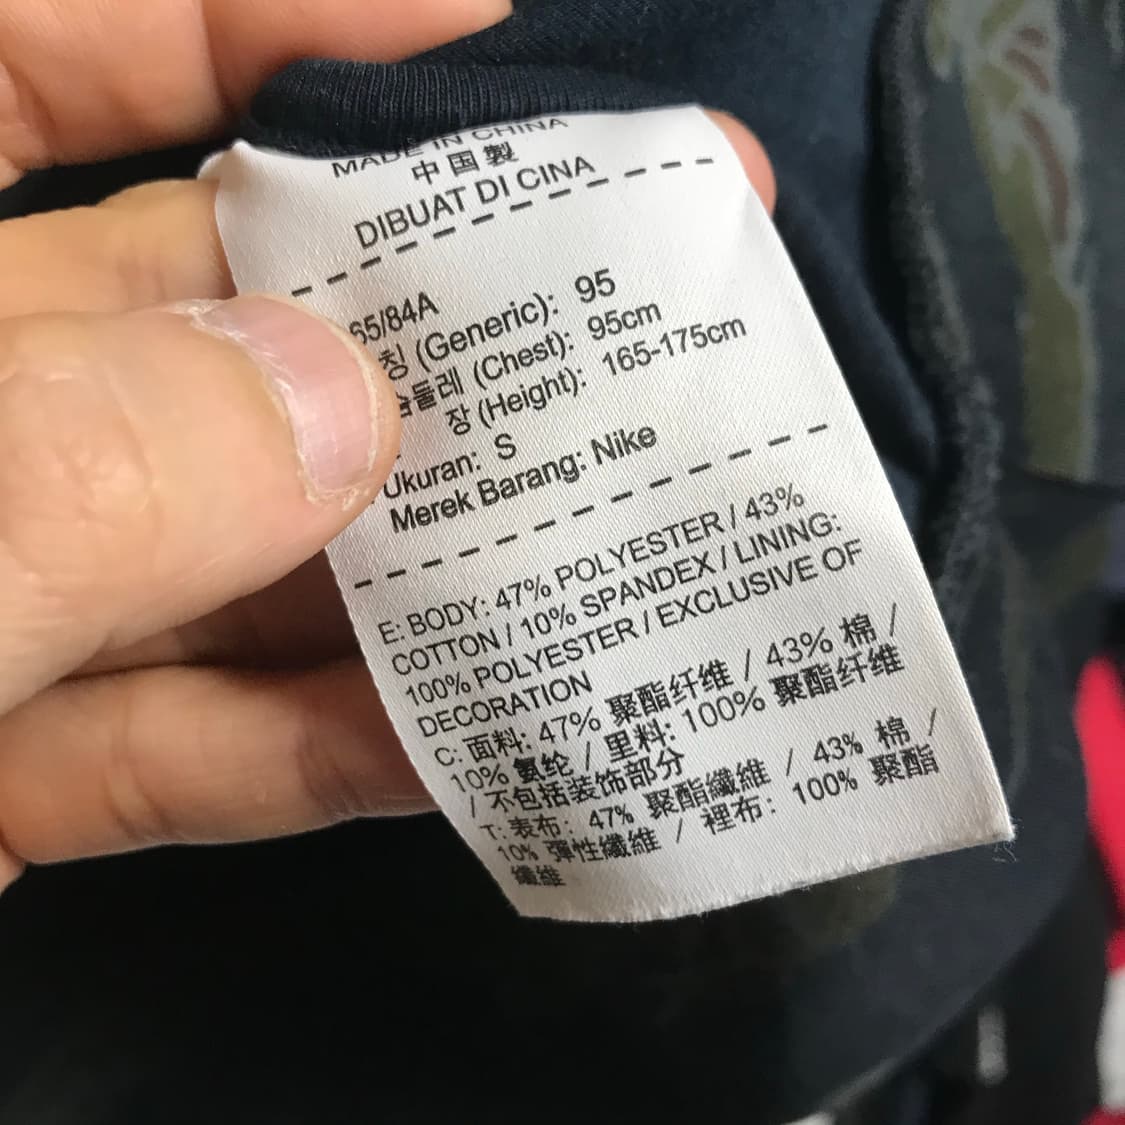 MADE IN CHINA
中国製
DIBUAT DI CINA
65/84A
칭 (Generic): 95
슴둘레 (Chest): 95cm
장 (Height): 165-175cm
Ukuran: S
Merek Barang: Nike
E: BODY: 47% POLYESTER / 43%
COTTON / 10% SPANDEX / LINING:
100% POLYESTER / EXCLUSIVE OF
DECORATION
C: 面料: 47% 聚酯纤维 / 43% 棉 /
10% 氨纶 / 里料: 100% 聚酯纤维
/ 不包括装饰部分
T: 表布: 47% 聚酯纖維 / 43% 棉 /
10% 彈性纖維 / 裡布: 100% 聚酯
纖維